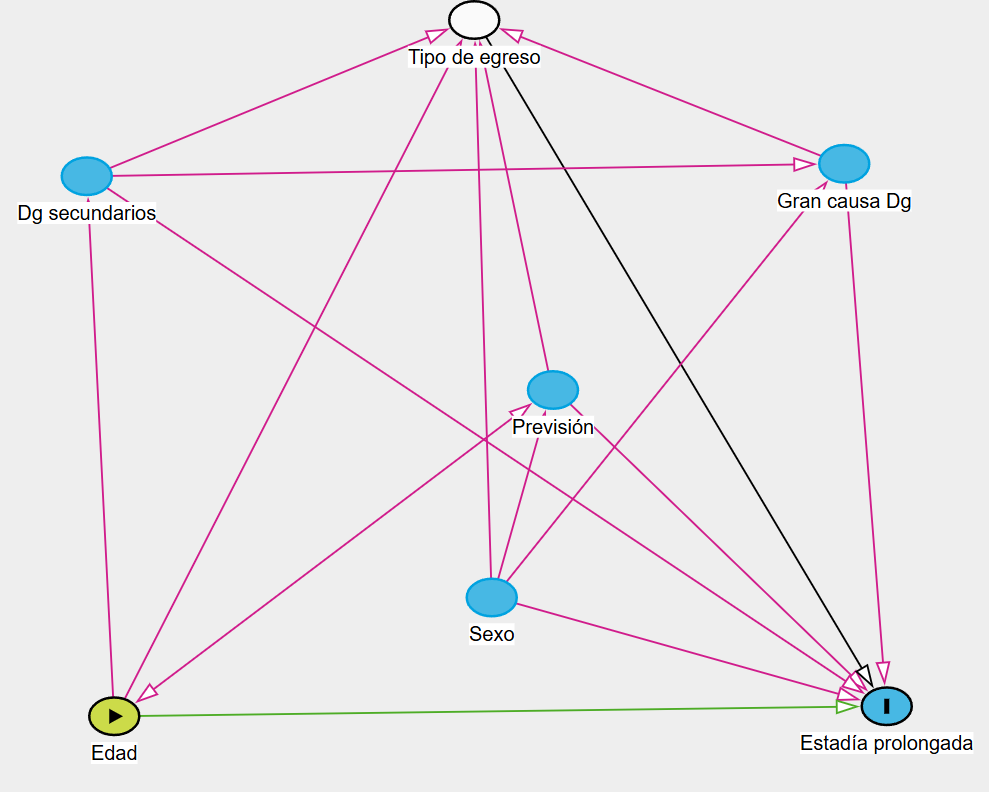 Tipo de egreso
Dg secundarios
Gran causa Dg
Previsión
Sexo
Edad
Estadía prolongada